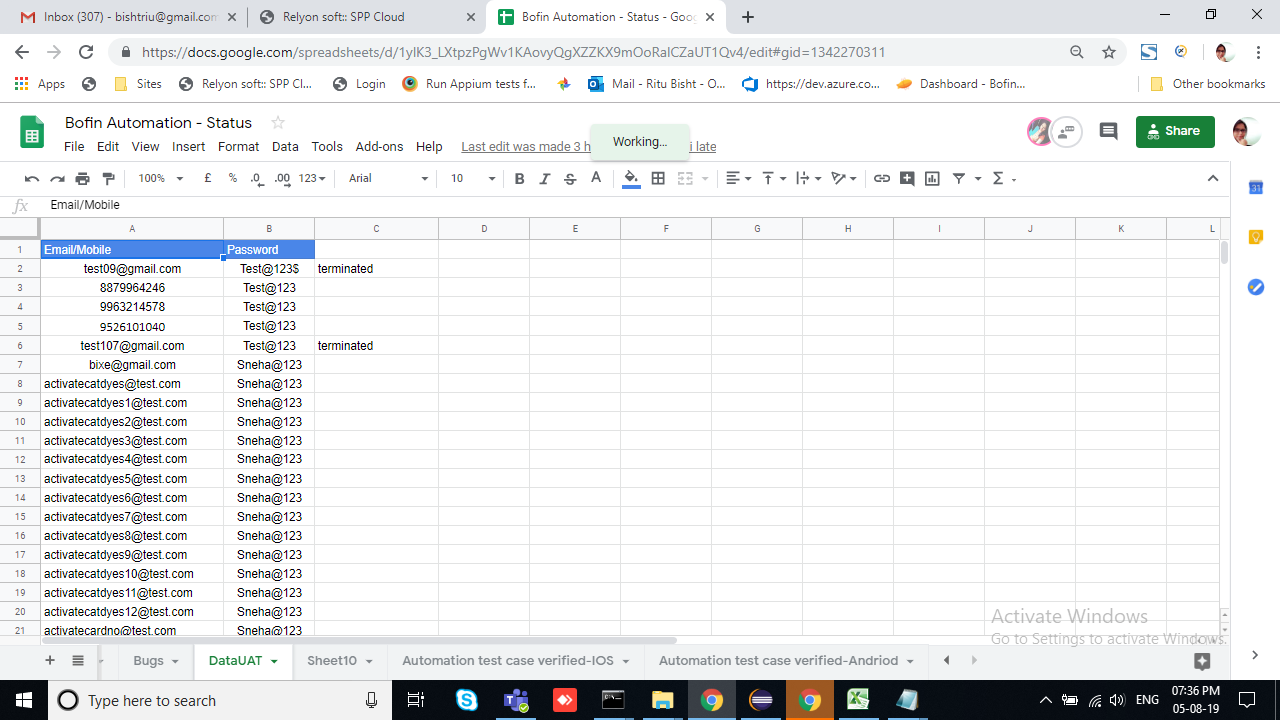 Inbox (307) - bishtriu@gmail.com
Relyon soft:: SPP Cloud
Bofin Automation - Status - Goo
https://docs.google.com/spreadsheets/d/1ylK3_LXtpzPgWv1KAovyQgXZZKX9mOoRalCZaUT1Qv4/edit#gid=1342270311
Apps Sites Relyon soft:: SPP Cl... Login Run Appium tests f... Mail - Ritu Bisht - O... https://dev.azure.co... Dashboard - Bofin... Other bookmarks
Bofin Automation - Status
Working...
Share
File Edit View Insert Format Data Tools Add-ons Help Last edit was made 3 h i late
100% £ % .0 .00 123 Arial 10 B I S A Σ
fx Email/Mobile
A B C D E F G H I J K L
1 Email/Mobile Password
2 test09@gmail.com Test@123$ terminated
3 8879964246 Test@123
4 9963214578 Test@123
5 9526101040 Test@123
6 test107@gmail.com Test@123 terminated
7 bixe@gmail.com Sneha@123
8 activatecatdyes@test.com Sneha@123
9 activatecatdyes1@test.com Sneha@123
10 activatecatdyes2@test.com Sneha@123
11 activatecatdyes3@test.com Sneha@123
12 activatecatdyes4@test.com Sneha@123
13 activatecatdyes5@test.com Sneha@123
14 activatecatdyes6@test.com Sneha@123
15 activatecatdyes7@test.com Sneha@123
16 activatecatdyes8@test.com Sneha@123
17 activatecatdyes9@test.com Sneha@123
18 activatecatdyes10@test.com Sneha@123
19 activatecatdyes11@test.com Sneha@123
20 activatecatdyes12@test.com Sneha@123
21 activatecardno@test.com Sneha@123
Activate Windows
Go to Settings to activate Windows.
Bugs DataUAT Sheet10 Automation test case verified-IOS Automation test case verified-Andriod
Type here to search
ENG
07:36 PM
05-08-19